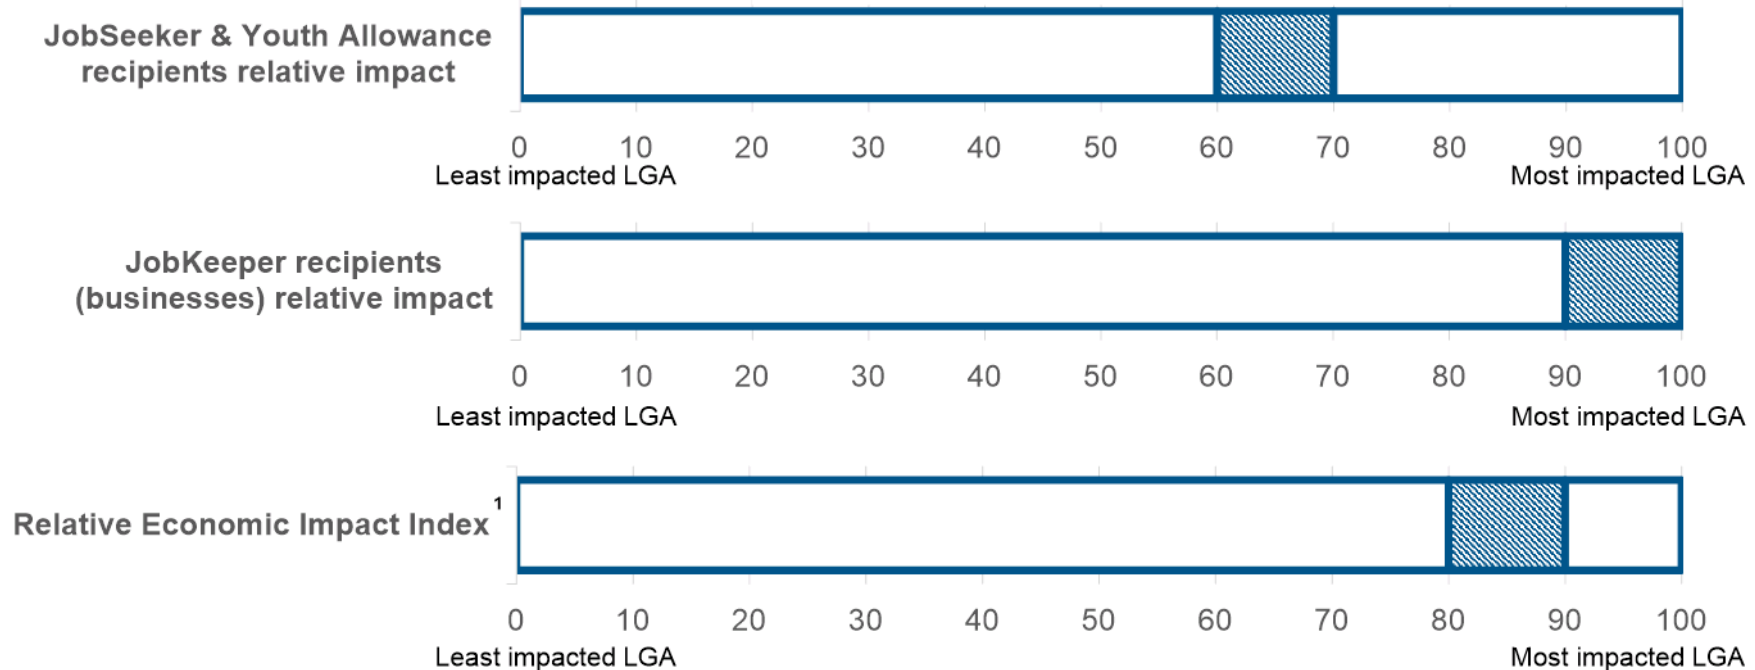 JobSeeker & Youth Allowance
recipients relative impact
0 10 20 30 40 50 60 70 80 90 100
Least impacted LGA Most impacted LGA
JobKeeper recipients
(businesses) relative impact
0 10 20 30 40 50 60 70 80 90 100
Least impacted LGA Most impacted LGA
Relative Economic Impact Index 1
0 10 20 30 40 50 60 70 80 90 100
Least impacted LGA Most impacted LGA